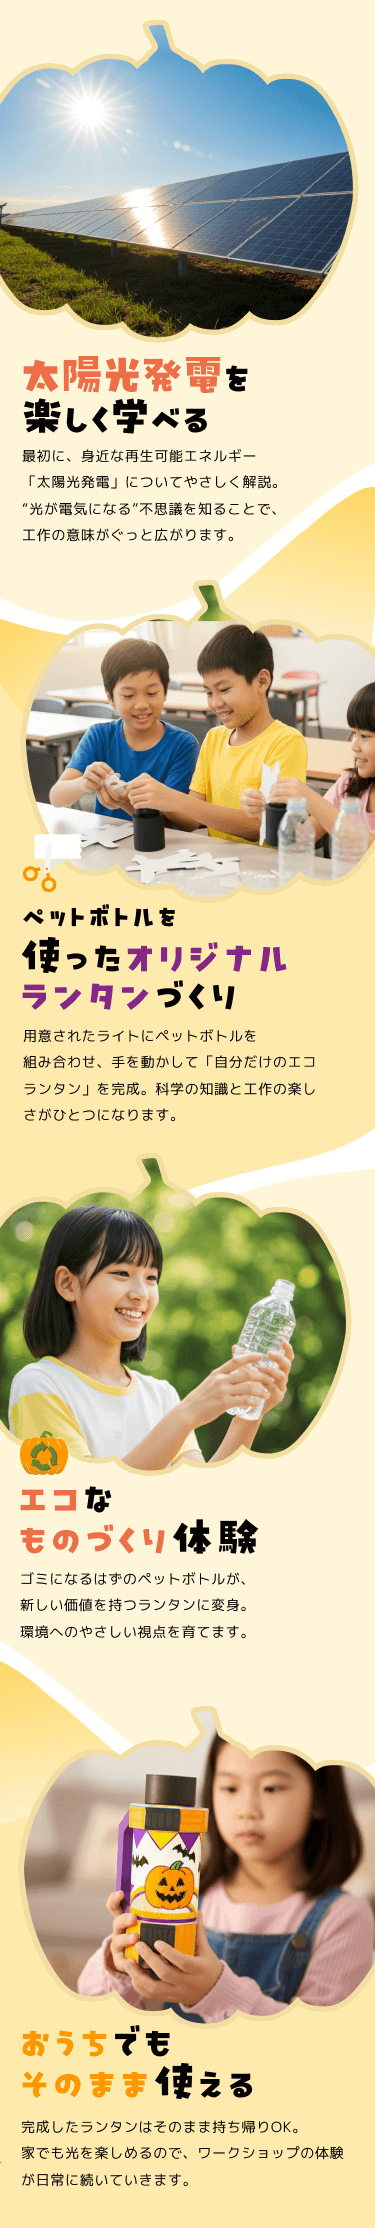 太陽光発電を
楽しく学べる
最初に、身近な再生可能エネルギー
「太陽光発電」についてやさしく解説。
“光が電気になる”不思議を知ることで、
工作の意味がぐっと広がります。
ペットボトルを
使ったオリジナル
ランタンづくり
用意されたライトにペットボトルを
組み合わせ、手を動かして「自分だけのエコ
ランタン」を完成。科学の知識と工作の楽し
さがひとつになります。
エコな
ものづくり体験
ゴミになるはずのペットボトルが、
新しい価値を持つランタンに変身。
環境へのやさしい視点を育てます。
おうちでも
そのまま使える
完成したランタンはそのまま持ち帰りOK。
家でも光を楽しめるので、ワークショップの体験
が日常に続いていきます。